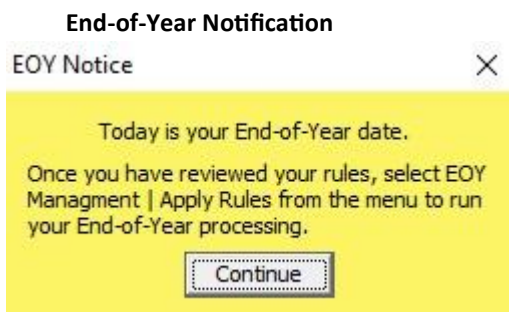 End-of-Year Notification
EOY Notice
Today is your End-of-Year date.
Once you have reviewed your rules, select EOY
Managment | Apply Rules from the menu to run
your End-of-Year processing.
Continue